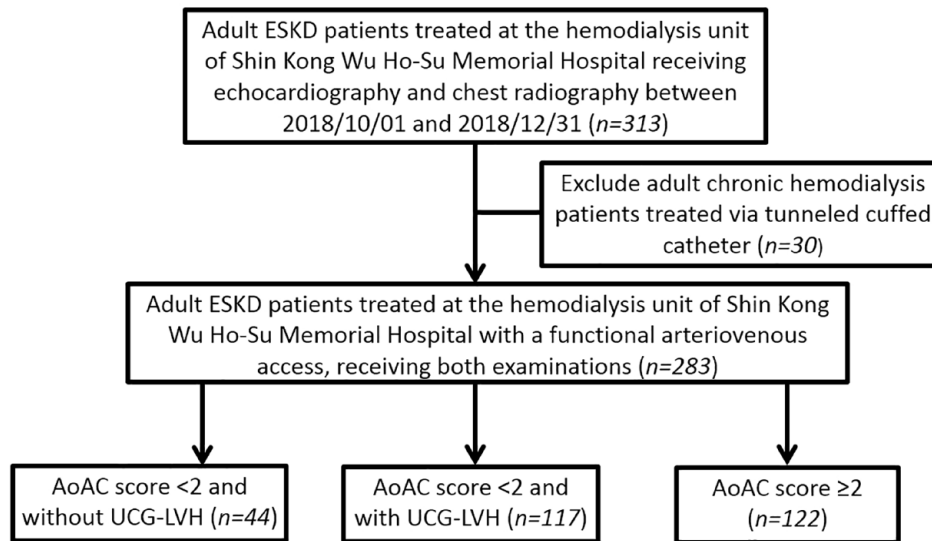 Adult ESKD patients treated at the hemodialysis unit
of Shin Kong Wu Ho-Su Memorial Hospital receiving
echocardiography and chest radiography between
2018/10/01 and 2018/12/31 (n=313)
Exclude adult chronic hemodialysis
patients treated via tunneled cuffed
catheter (n=30)
Adult ESKD patients treated at the hemodialysis unit of Shin Kong
Wu Ho-Su Memorial Hospital with a functional arteriovenous
access, receiving both examinations (n=283)
AoAC score <2 and
without UCG-LVH (n=44)
AoAC score <2 and
with UCG-LVH (n=117)
AoAC score ≥2
(n=122)